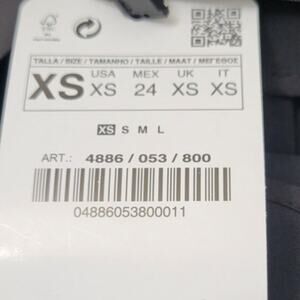 TALLA / SIZE / TAMANHO / TAILLE / MAAT / ΜΕΓΕΘΟΣ
XS
USA MEX UK IT
XS 24 XS XS
XS S M L
ART.: 4886 / 053 / 800
04886053800011